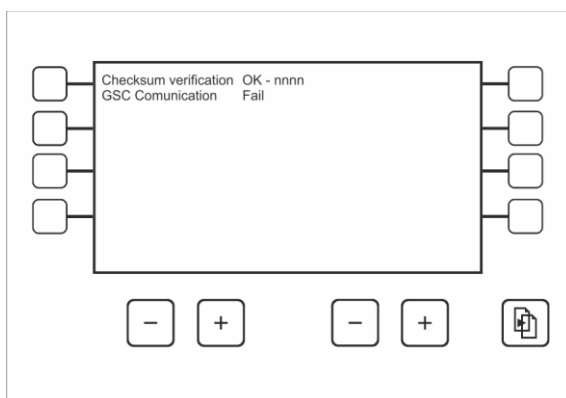 Checksum verification OK - nnnn
GSC Comunication Fail
- + - +